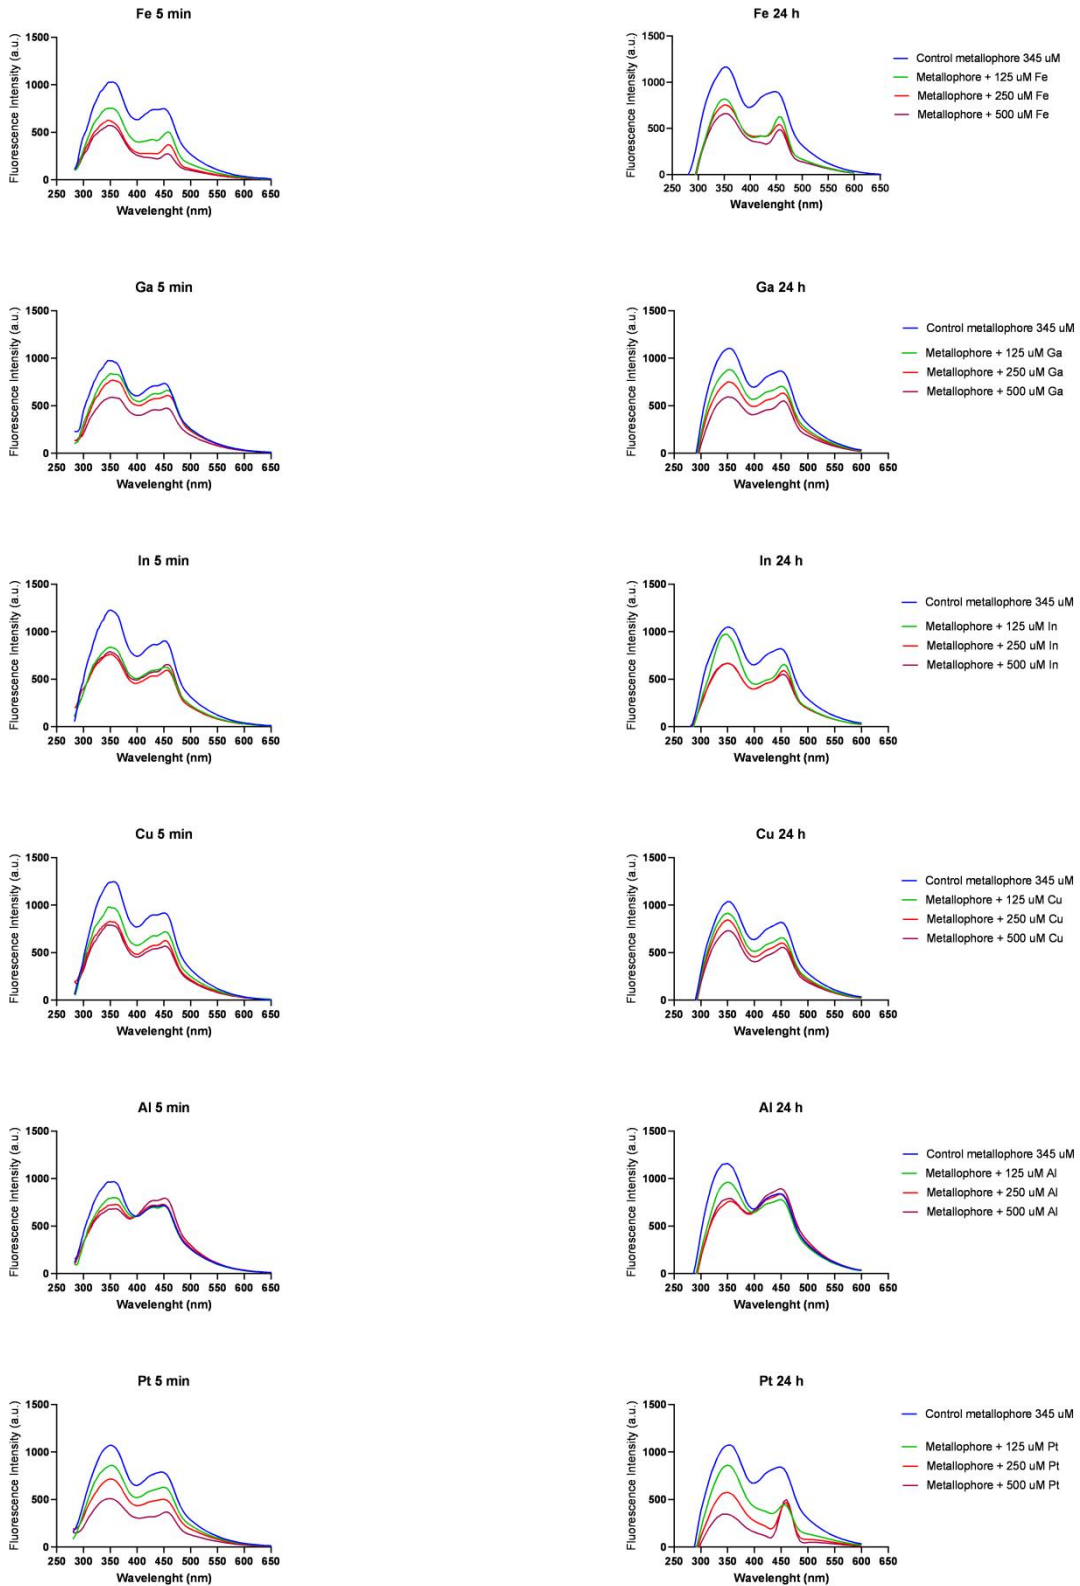 Fe 5 min
Fluorescence Intensity (a.u.)
1500
1000
500
0
250 300 350 400 450 500 550 600 650
Wavelenght (nm)
Fe 24 h
Fluorescence Intensity (a.u.)
1500
1000
500
0
250 300 350 400 450 500 550 600 650
Wavelenght (nm)
Control metallophore 345 uM
Metallophore + 125 uM Fe
Metallophore + 250 uM Fe
Metallophore + 500 uM Fe
Ga 5 min
Fluorescence Intensity (a.u.)
1500
1000
500
0
250 300 350 400 450 500 550 600 650
Wavelenght (nm)
Ga 24 h
Fluorescence Intensity (a.u.)
1500
1000
500
0
250 300 350 400 450 500 550 600 650
Wavelenght (nm)
Control metallophore 345 uM
Metallophore + 125 uM Ga
Metallophore + 250 uM Ga
Metallophore + 500 uM Ga
In 5 min
Fluorescence Intensity (a.u.)
1500
1000
500
0
250 300 350 400 450 500 550 600 650
Wavelenght (nm)
In 24 h
Fluorescence Intensity (a.u.)
1500
1000
500
0
250 300 350 400 450 500 550 600 650
Wavelenght (nm)
Control metallophore 345 uM
Metallophore + 125 uM In
Metallophore + 250 uM In
Metallophore + 500 uM In
Cu 5 min
Fluorescence Intensity (a.u.)
1500
1000
500
0
250 300 350 400 450 500 550 600 650
Wavelenght (nm)
Cu 24 h
Fluorescence Intensity (a.u.)
1500
1000
500
0
250 300 350 400 450 500 550 600 650
Wavelenght (nm)
Control metallophore 345 uM
Metallophore + 125 uM Cu
Metallophore + 250 uM Cu
Metallophore + 500 uM Cu
Al 5 min
Fluorescence Intensity (a.u.)
1500
1000
500
0
250 300 350 400 450 500 550 600 650
Wavelenght (nm)
Al 24 h
Fluorescence Intensity (a.u.)
1500
1000
500
0
250 300 350 400 450 500 550 600 650
Wavelenght (nm)
Control metallophore 345 uM
Metallophore + 125 uM Al
Metallophore + 250 uM Al
Metallophore + 500 uM Al
Pt 5 min
Fluorescence Intensity (a.u.)
1500
1000
500
0
250 300 350 400 450 500 550 600 650
Wavelenght (nm)
Pt 24 h
Fluorescence Intensity (a.u.)
1500
1000
500
0
250 300 350 400 450 500 550 600 650
Wavelenght (nm)
Control metallophore 345 uM
Metallophore + 125 uM Pt
Metallophore + 250 uM Pt
Metallophore + 500 uM Pt